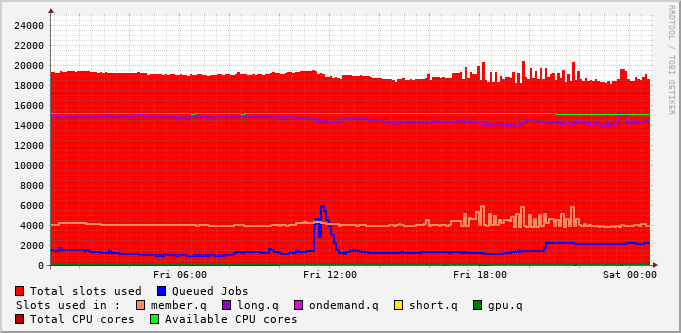 24000
22000
20000
18000
16000
14000
12000
10000
8000
6000
4000
2000
0
Fri 06:00 Fri 12:00 Fri 18:00 Sat 00:00
RRDTOOL / TOBI OETIKER
Total slots used Queued Jobs
Slots used in : member.q long.q ondemand.q short.q gpu.q
Total CPU cores Available CPU cores